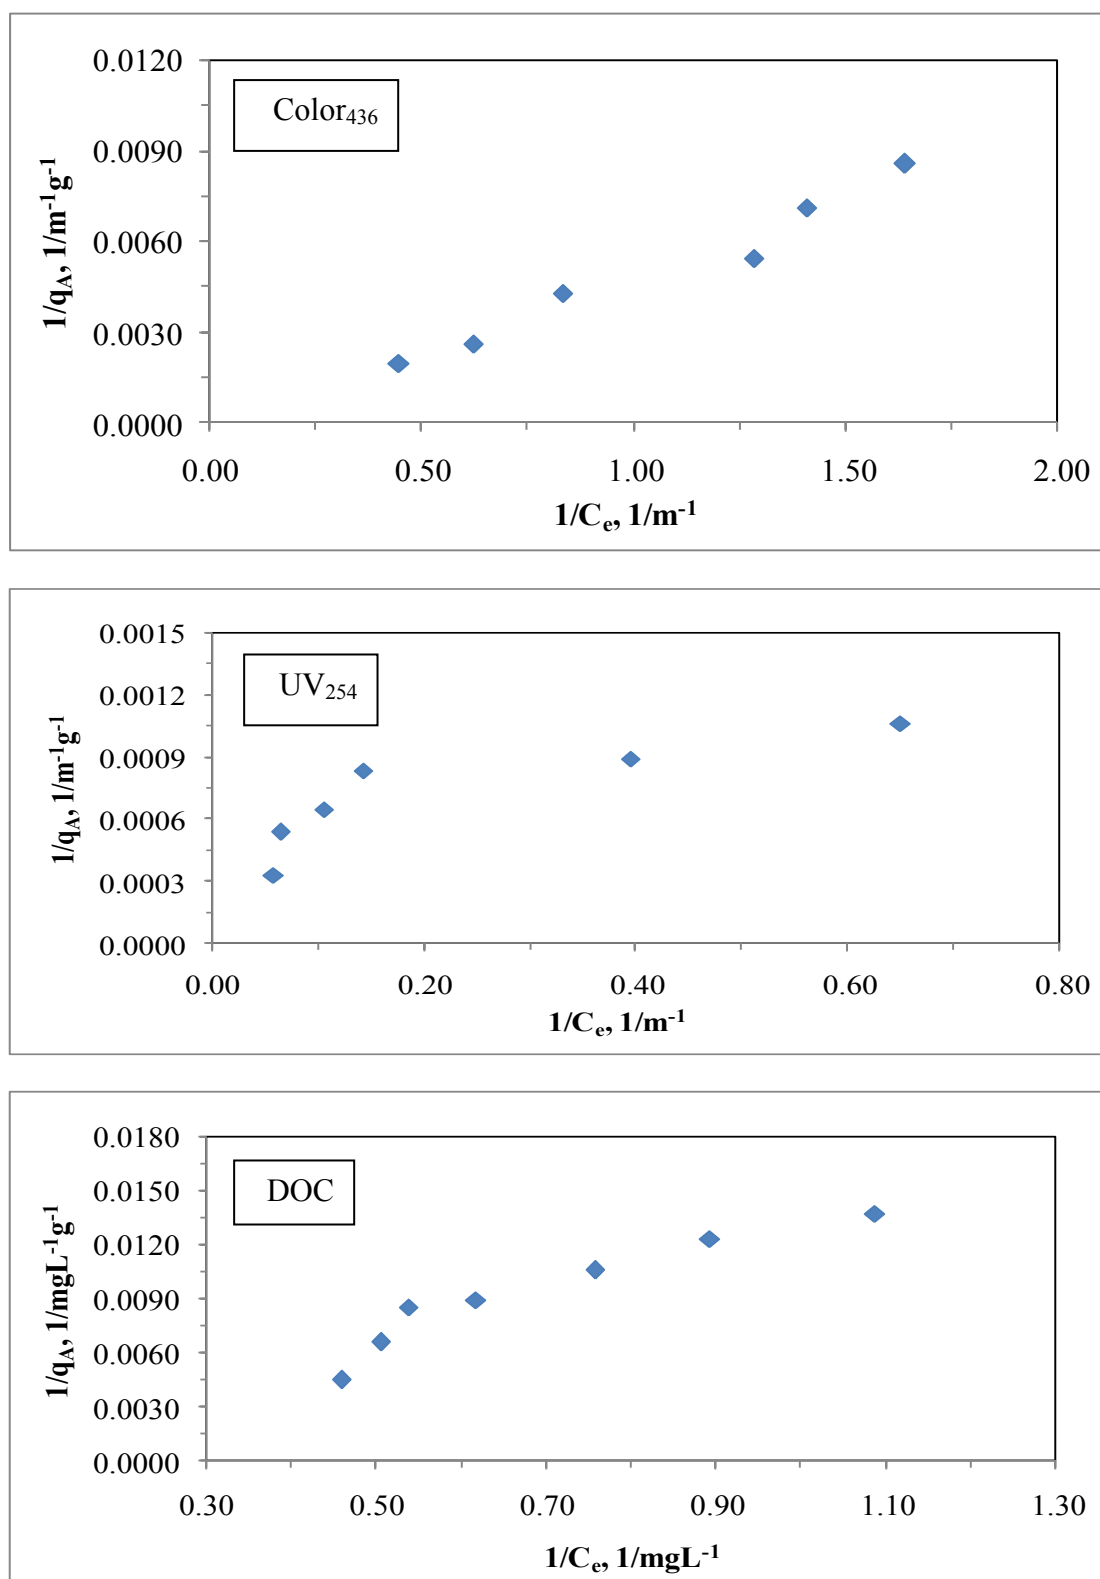 Color₄₃₆
1/q_A, 1/m⁻¹g⁻¹
0.0120
0.0090
0.0060
0.0030
0.0000
0.00 0.50 1.00 1.50 2.00
1/Cₑ, 1/m⁻¹
UV₂₅₄
1/q_A, 1/m⁻¹g⁻¹
0.0015
0.0012
0.0009
0.0006
0.0003
0.0000
0.00 0.20 0.40 0.60 0.80
1/Cₑ, 1/m⁻¹
DOC
1/q_A, 1/mgL⁻¹g⁻¹
0.0180
0.0150
0.0120
0.0090
0.0060
0.0030
0.0000
0.30 0.50 0.70 0.90 1.10 1.30
1/Cₑ, 1/mgL⁻¹